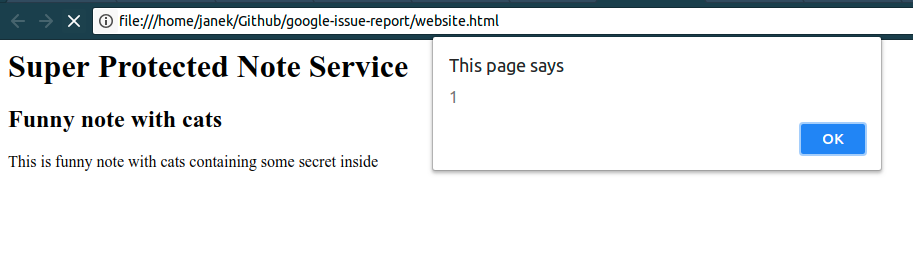 file:///home/janek/Github/google-issue-report/website.html
Super Protected Note Service
This page says
1
Funny note with cats
OK
This is funny note with cats containing some secret inside